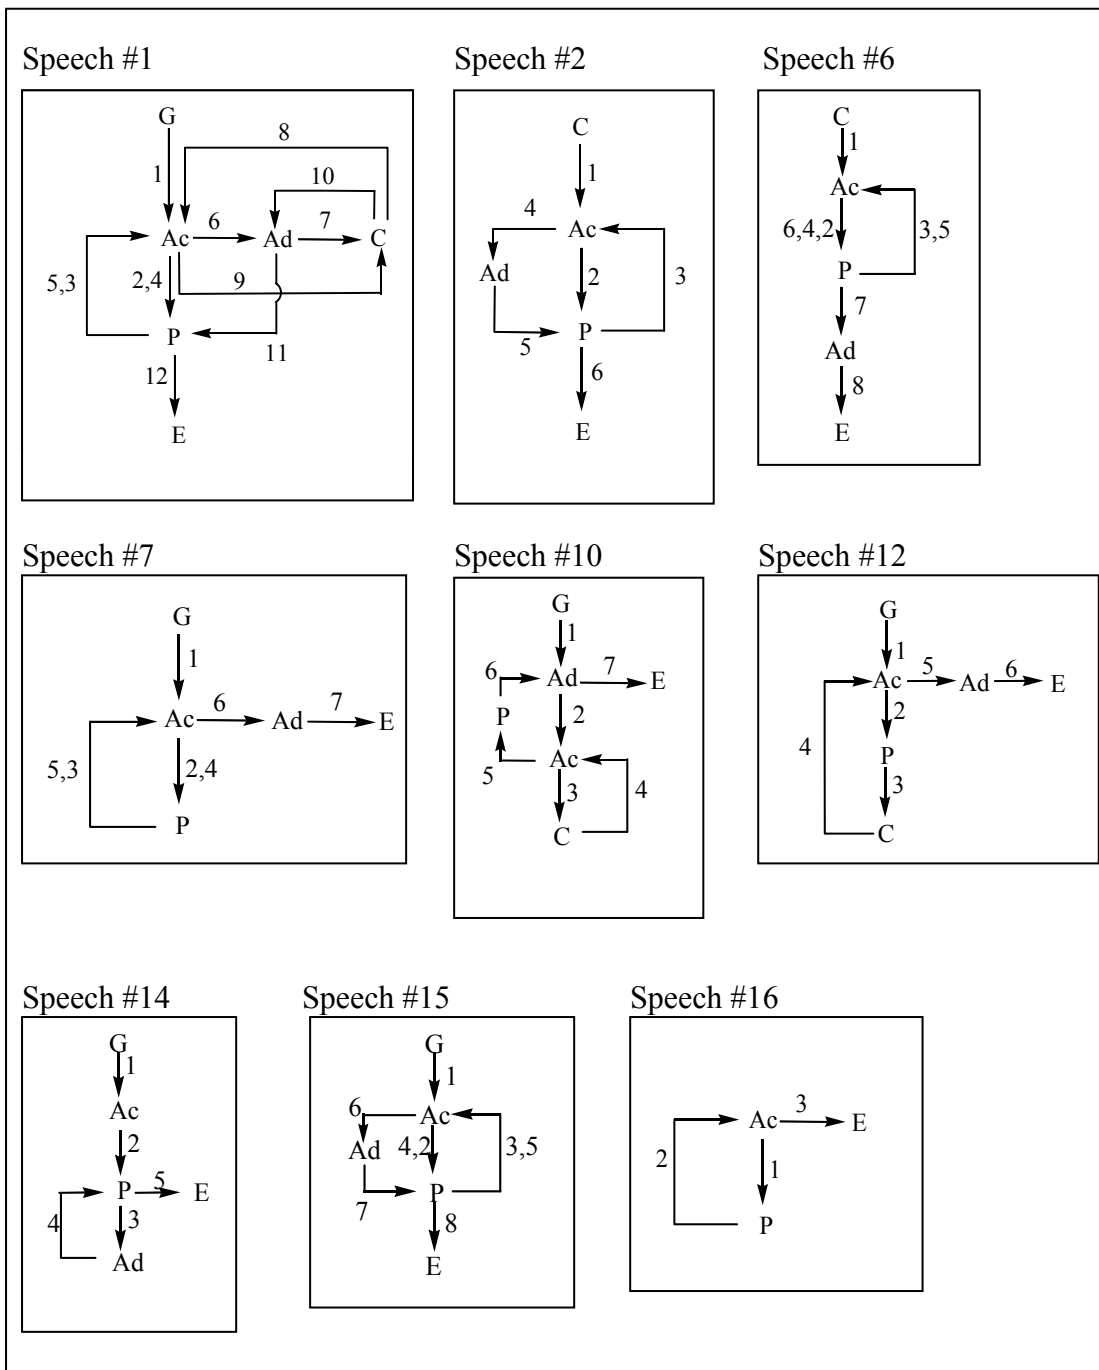 Speech #1
G
8
1
10
6
7
Ac
Ad
C
5,3
2,4
9
P
11
12
E
Speech #2
C
1
4
Ac
Ad
2
3
P
5
6
E
Speech #6
C
1
Ac
6,4,2
3,5
P
7
Ad
8
E
Speech #7
G
1
6
7
Ac
Ad
E
5,3
2,4
P
Speech #10
G
1
6
7
Ad
E
P
2
Ac
5
3
4
C
Speech #12
G
1
5
6
Ac
Ad
E
2
4
P
3
C
Speech #14
G
1
Ac
2
P
5
E
4
3
Ad
Speech #15
G
1
6
Ac
Ad
4,2
3,5
P
7
8
E
Speech #16
3
Ac
E
2
1
P